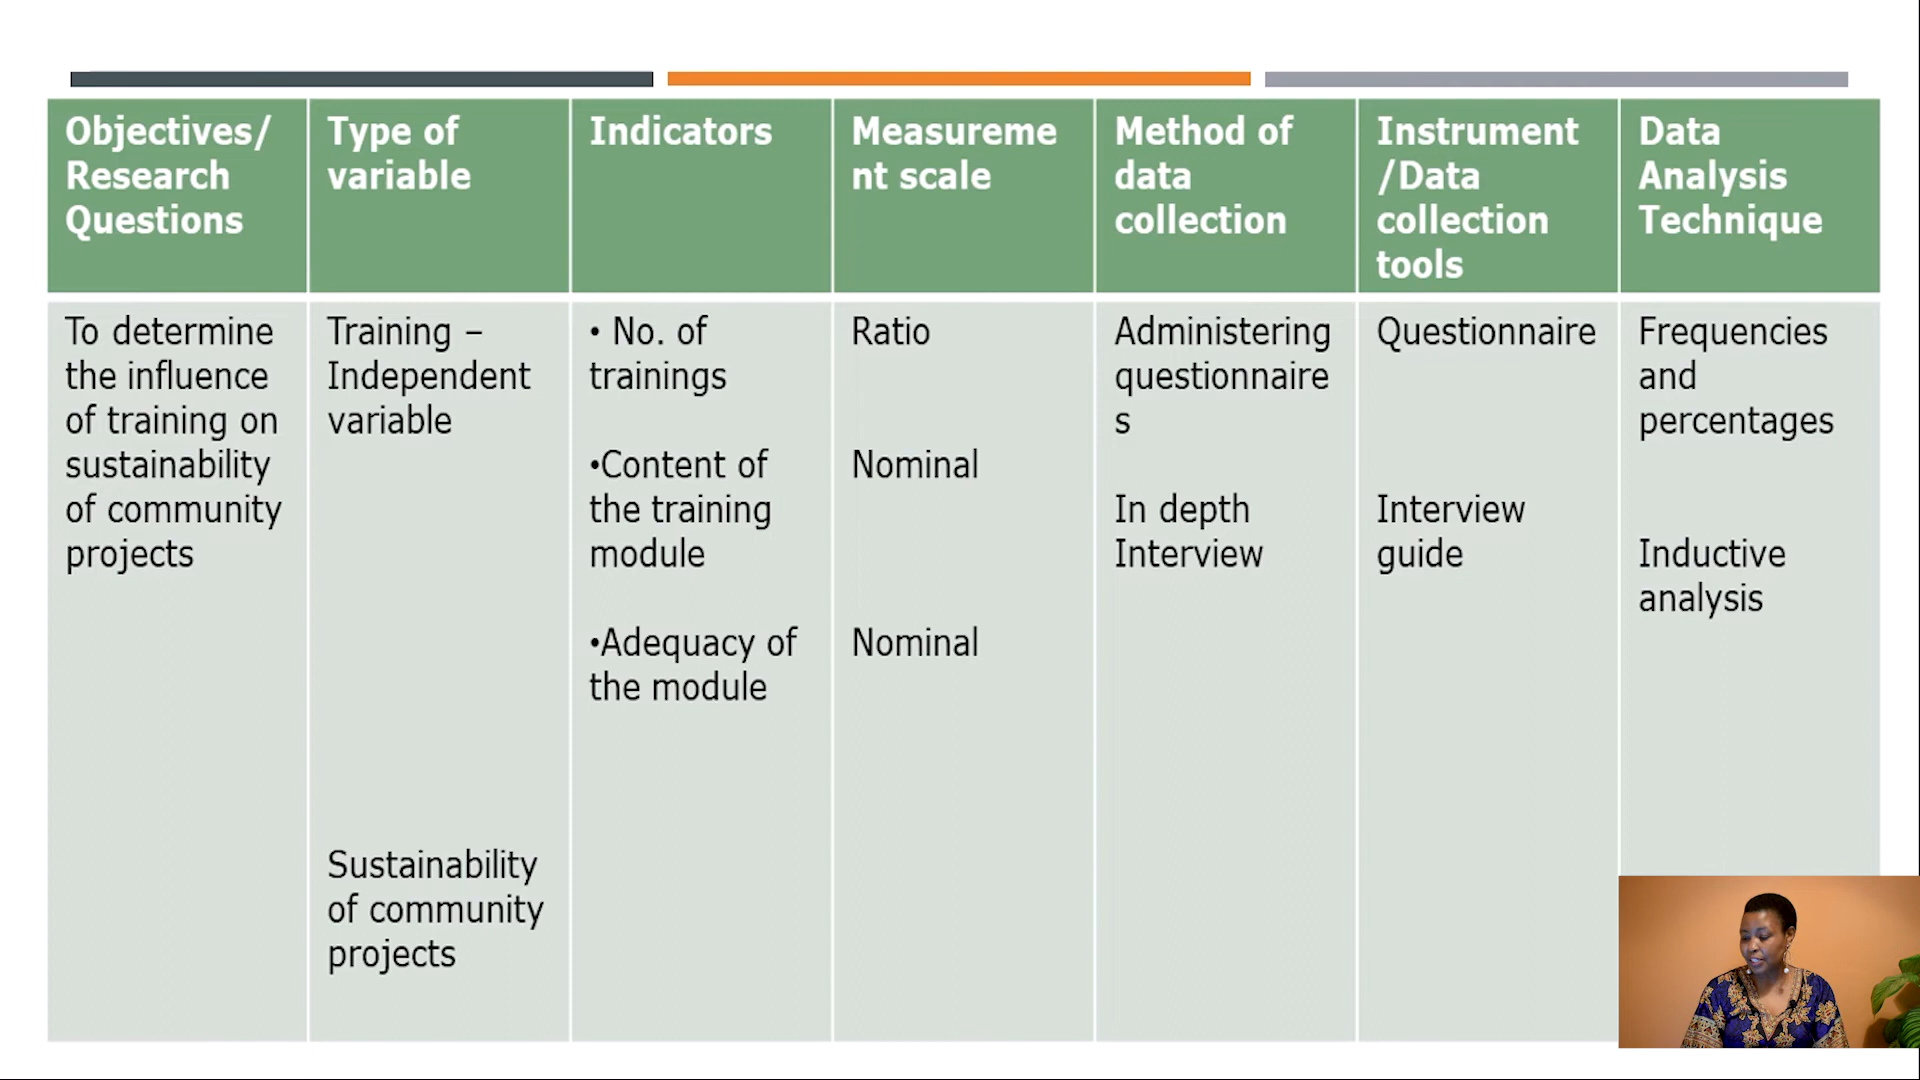 Objectives/
Research
Questions
Type of
variable
Indicators
Measureme
nt scale
Method of
data
collection
Instrument
/Data
collection
tools
Data
Analysis
Technique
To determine
the influence
of training on
sustainability
of community
projects
Training –
Independent
variable
Sustainability
of community
projects
• No. of
trainings
•Content of
the training
module
•Adequacy of
the module
Ratio
Nominal
Nominal
Administering
questionnaire
s
In depth
Interview
Questionnaire
Interview
guide
Frequencies
and
percentages
Inductive
analysis